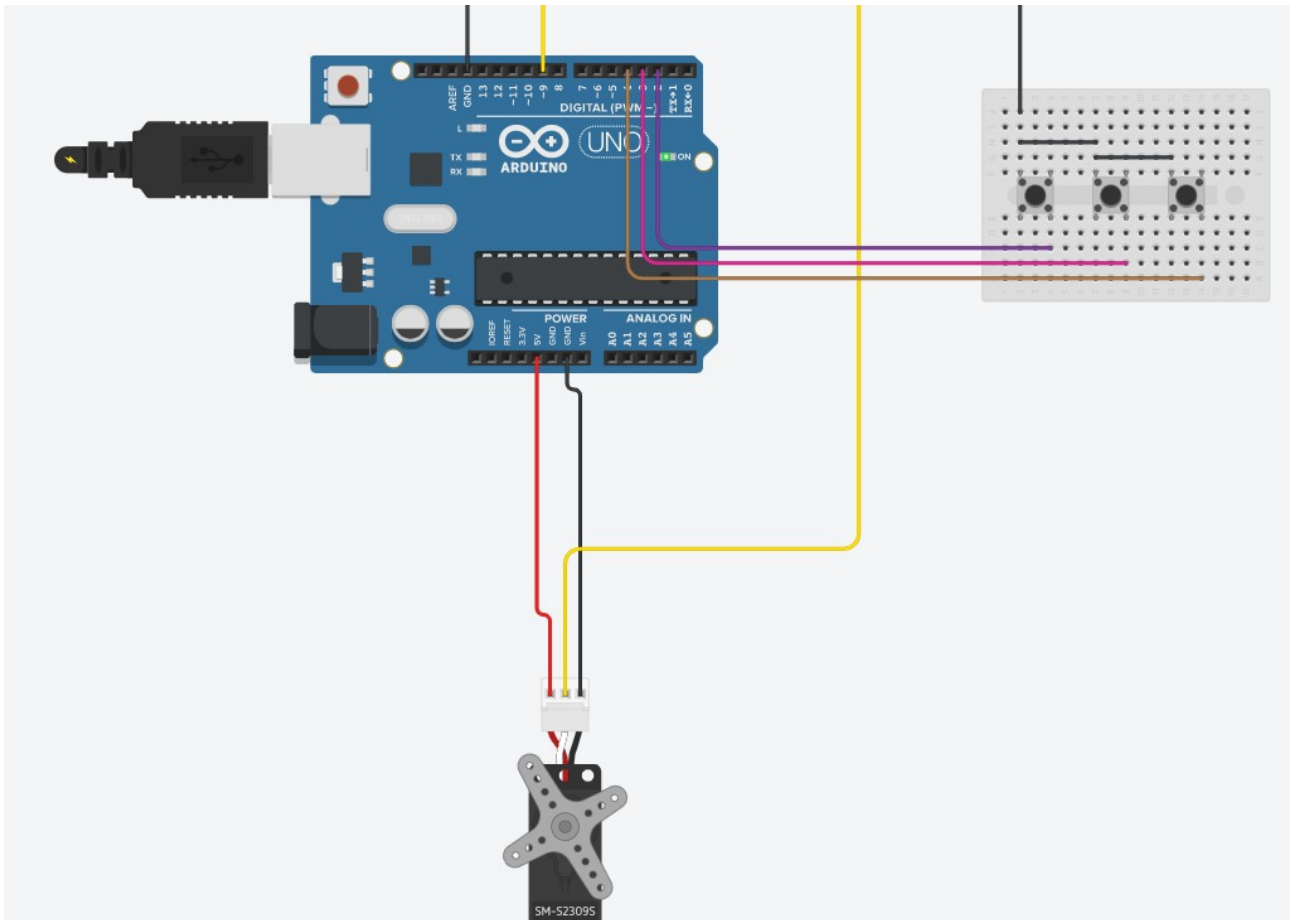 AREF
GND
13
12
~11
~10
~9
8
7
~6
~5
4
2
TX→1
RX←0
DIGITAL (PWM~)
L
TX
RX
ARDUINO
UNO
ON
POWER
ANALOG IN
IOREF
RESET
3.3V
5V
GND
GND
Vin
A0
A1
A2
A3
A4
A5
SM-S2309S